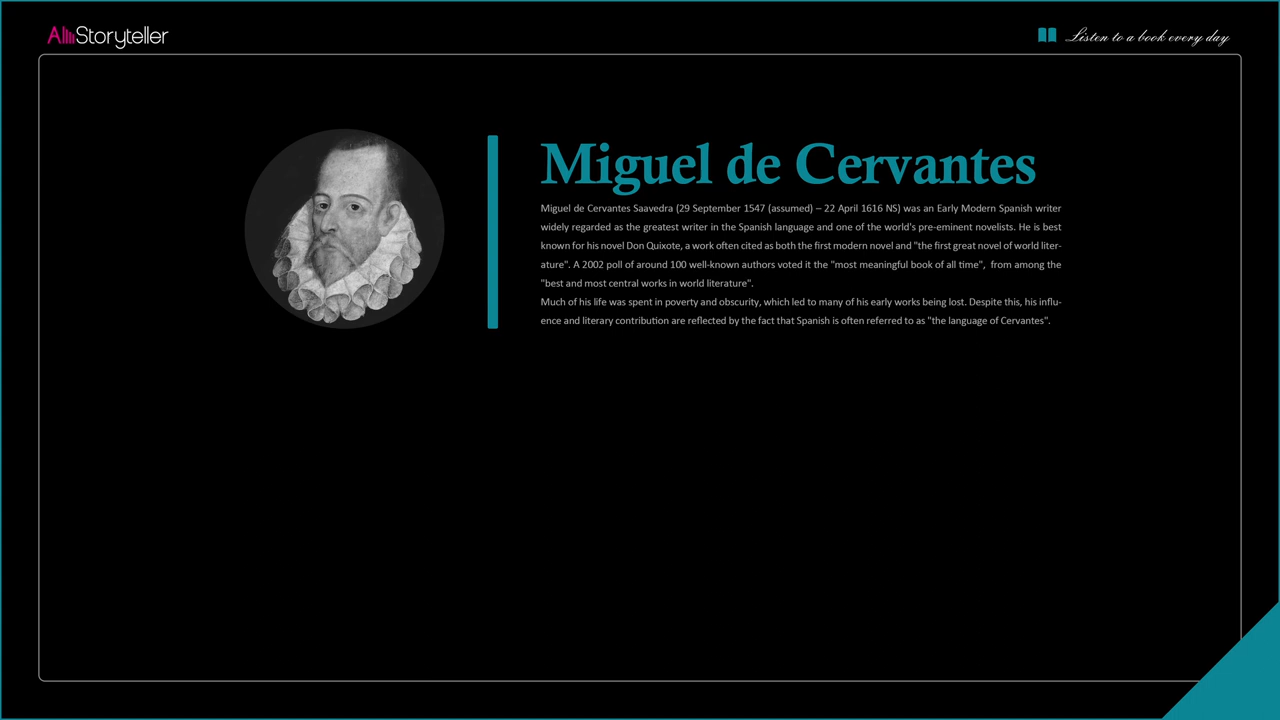 AllStoryteller
Listen to a book every day
Miguel de Cervantes
Miguel de Cervantes Saavedra (29 September 1547 (assumed) – 22 April 1616 NS) was an Early Modern Spanish writer
widely regarded as the greatest writer in the Spanish language and one of the world's pre-eminent novelists. He is best
known for his novel Don Quixote, a work often cited as both the first modern novel and "the first great novel of world liter-
ature". A 2002 poll of around 100 well-known authors voted it the "most meaningful book of all time", from among the
"best and most central works in world literature".
Much of his life was spent in poverty and obscurity, which led to many of his early works being lost. Despite this, his influ-
ence and literary contribution are reflected by the fact that Spanish is often referred to as "the language of Cervantes".